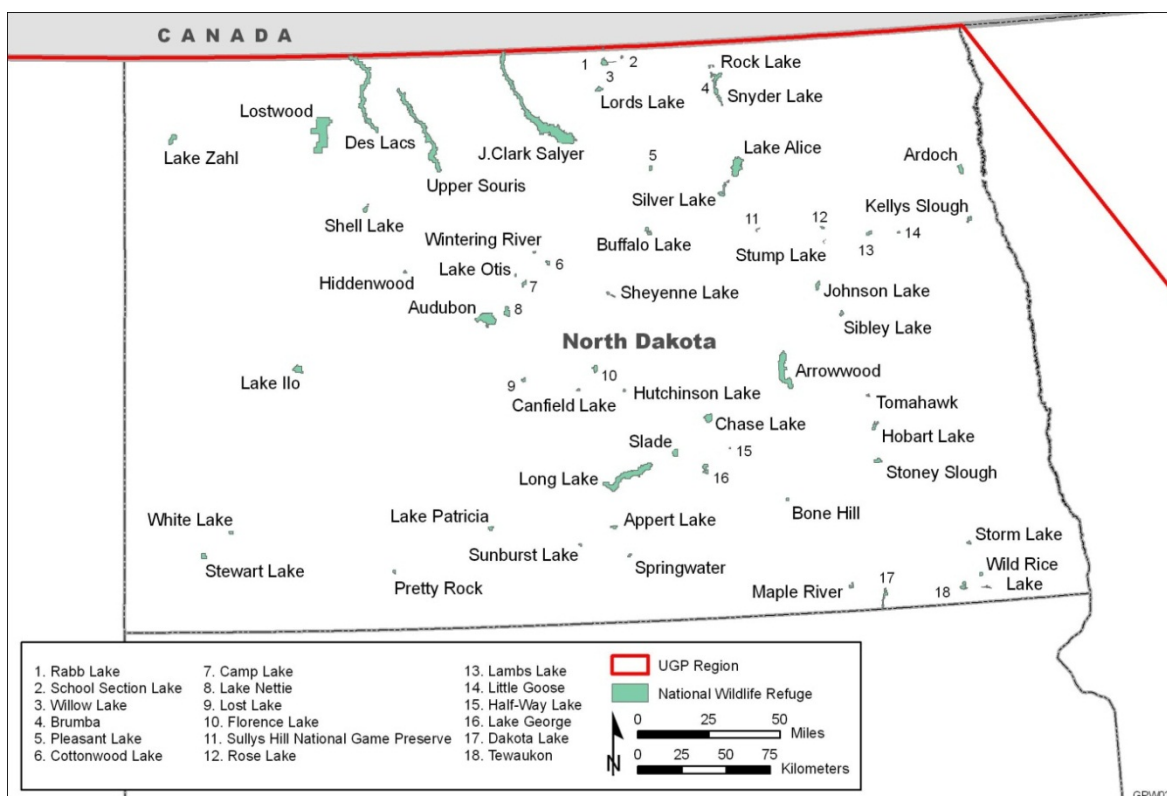 CANADA
1
2
Rock Lake
3
4
Lords Lake
Snyder Lake
Lostwood
Des Lacs
J.Clark Salyer
Lake Zahl
5
Lake Alice
Ardoch
Upper Souris
Silver Lake
Shell Lake
11
12
Kellys Slough
13
14
Wintering River
Buffalo Lake
Stump Lake
6
Lake Otis
Hiddenwood
7
Sheyenne Lake
Johnson Lake
Audubon
8
Sibley Lake
North Dakota
Lake Ilo
9
10
Arrowwood
Canfield Lake
Hutchinson Lake
Tomahawk
Chase Lake
Hobart Lake
Slade
15
16
Stoney Slough
Long Lake
White Lake
Lake Patricia
Appert Lake
Bone Hill
Storm Lake
Stewart Lake
Sunburst Lake
Springwater
Wild Rice
Lake
Pretty Rock
Maple River
17
18
1. Rabb Lake
2. School Section Lake
3. Willow Lake
4. Brumba
5. Pleasant Lake
6. Cottonwood Lake
7. Camp Lake
8. Lake Nettie
9. Lost Lake
10. Florence Lake
11. Sullys Hill National Game Preserve
12. Rose Lake
13. Lambs Lake
14. Little Goose
15. Half-Way Lake
16. Lake George
17. Dakota Lake
18. Tewaukon
UGP Region
National Wildlife Refuge
0 25 50
Miles
0 25 50 75
Kilometers
N